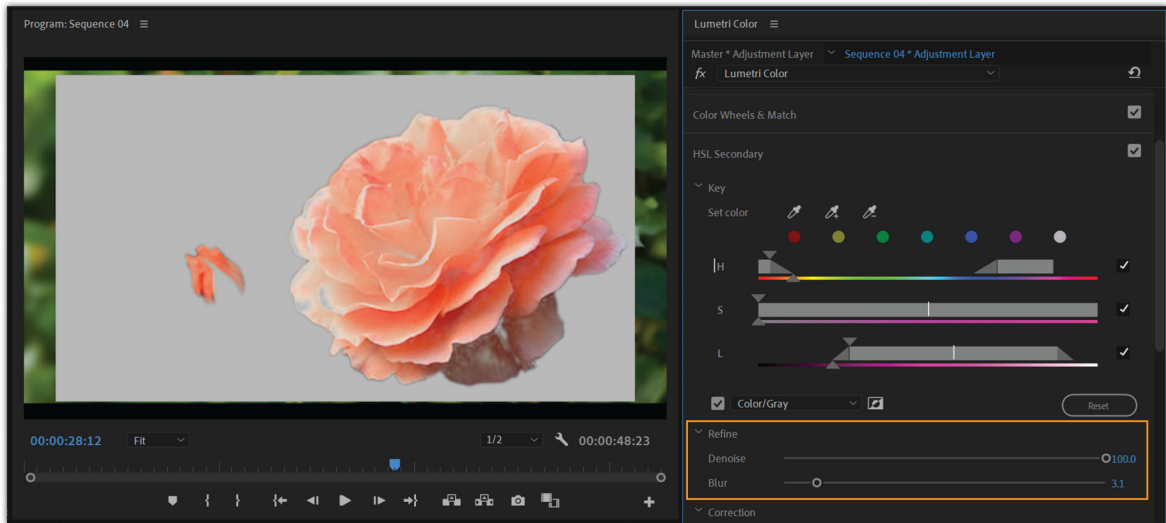 Program: Sequence 04
00:00:28:12 Fit 1/2 00:00:48:23
Lumetri Color
Master * Adjustment Layer Sequence 04 * Adjustment Layer
fx Lumetri Color
Color Wheels & Match
HSL Secondary
Key
Set color
H
S
L
Color/Gray Reset
Refine
Denoise 100.0
Blur 3.1
Correction